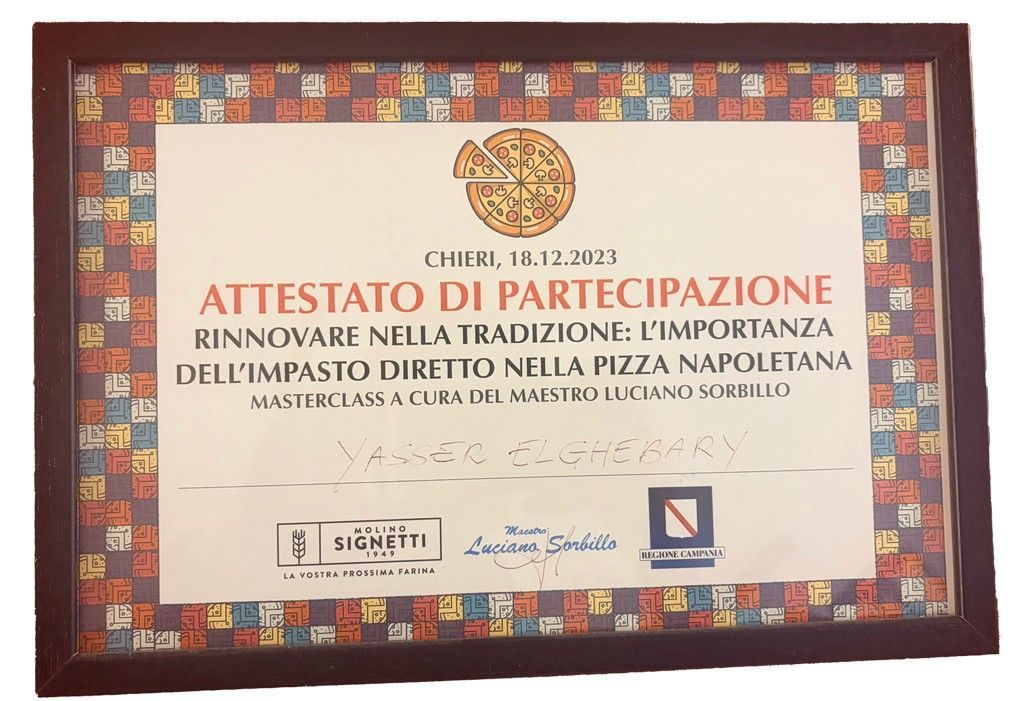 CHIERI, 18.12.2023
ATTESTATO DI PARTECIPAZIONE
RINNOVARE NELLA TRADIZIONE: L'IMPORTANZA
DELL'IMPASTO DIRETTO NELLA PIZZA NAPOLETANA
MASTERCLASS A CURA DEL MAESTRO LUCIANO SORBILLO
YASSER ELGHEBARY
MOLINO
SIGNETTI
1949
LA VOSTRA PROSSIMA FARINA
Maestro
Luciano Sorbillo
REGIONE CAMPANIA